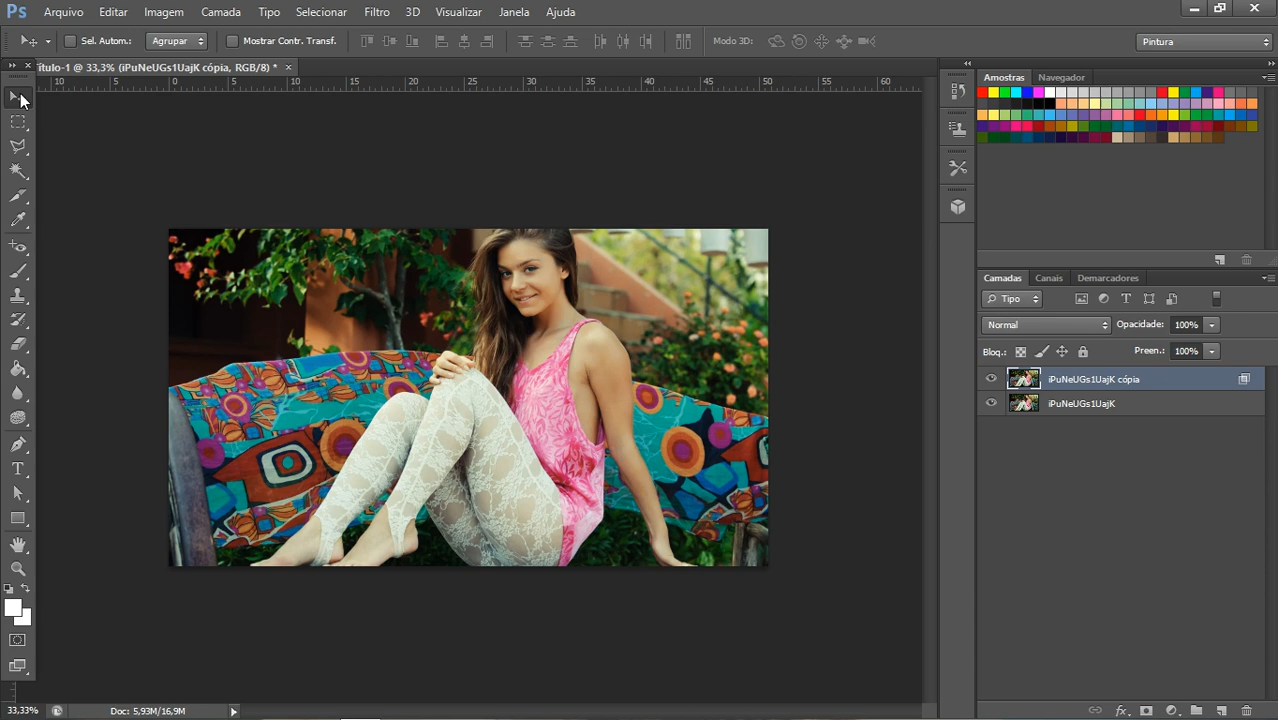 Ps Arquivo Editar Imagem Camada Tipo Selecionar Filtro 3D Visualizar Janela Ajuda
Sel. Autom.: Agrupar Mostrar Contr. Transf. Modo 3D: Pintura
ítulo-1 @ 33,3% (iPuNeUGs1UajK cópia, RGB/8) *
10 0 5 10 15 20 25 30 35 40 45 50 55 60
Amostras Navegador
Camadas Canais Demarcadores
Tipo
Normal Opacidade: 100%
Bloq.: Preen.: 100%
iPuNeUGs1UajK cópia
iPuNeUGs1UajK
33,33% Doc: 5,93M/16,9M